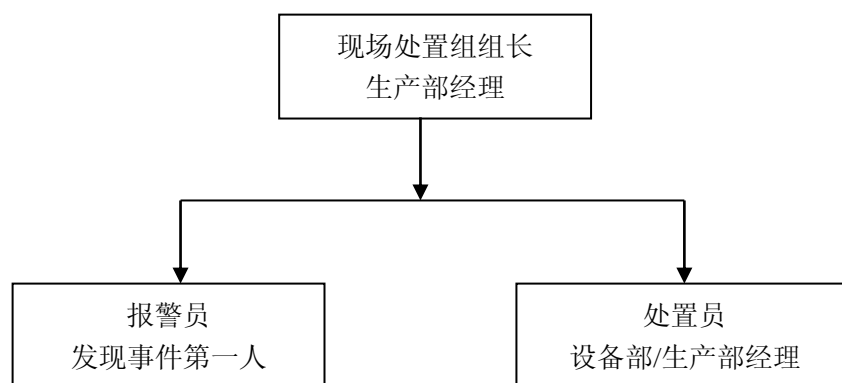 现场处置组组长
生产部经理
报警员
发现事件第一人
处置员
设备部/生产部经理